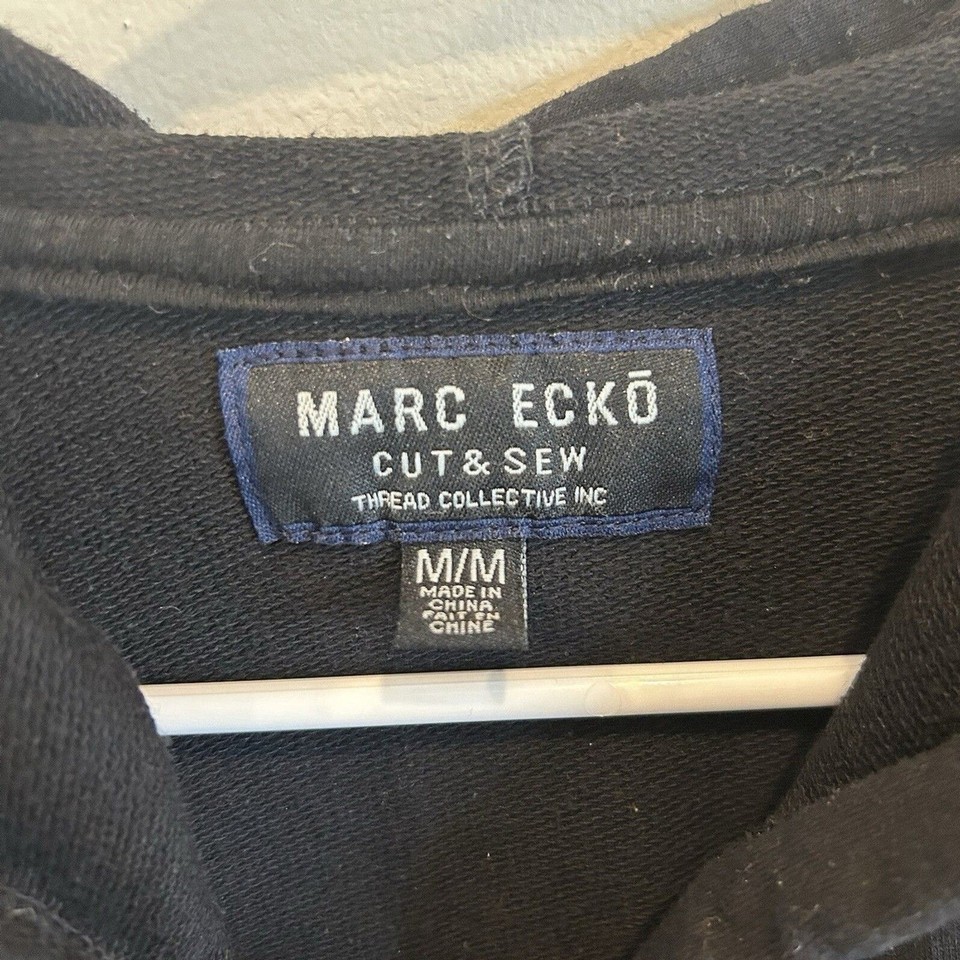 MARC ECKŌ
CUT & SEW
THREAD COLLECTIVE INC
M/M
MADE IN
CHINA
FAIT EN
CHINE